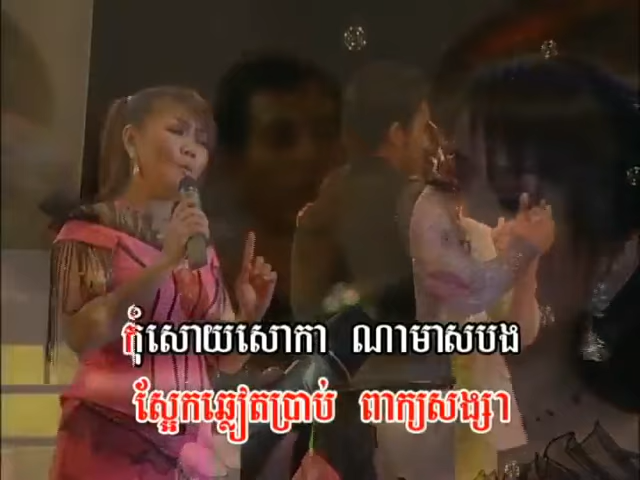 កុំសោយសោកា ណាមាសបង
ស្អែកឆ្លៀតប្រាប់ ពាក្យសង្សា